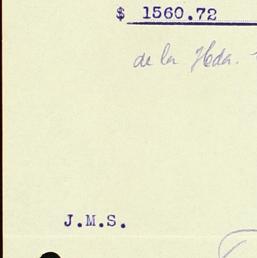 $ 1560.72
de la Hda.
J.M.S.